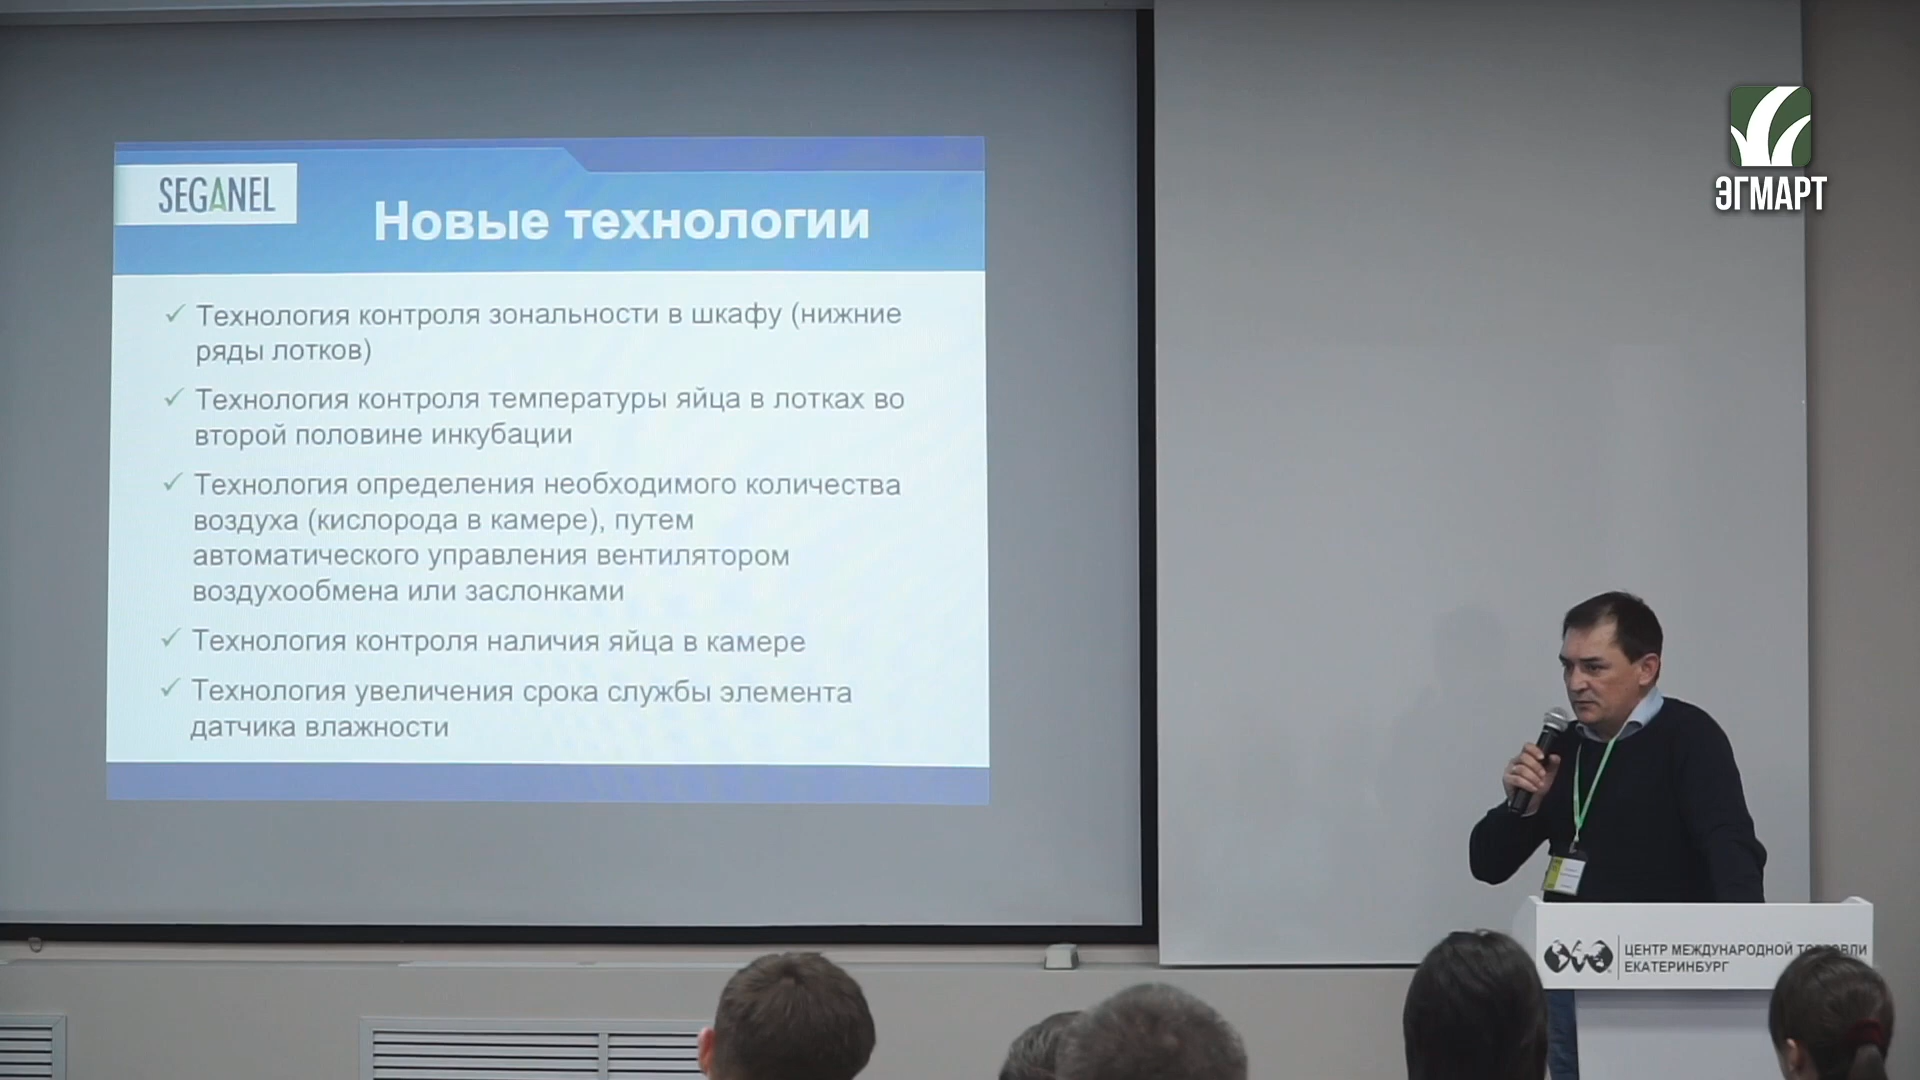 SEGANEL
Новые технологии
Технология контроля зональности в шкафу (нижние
ряды лотков)
Технология контроля температуры яйца в лотках во
второй половине инкубации
Технология определения необходимого количества
воздуха (кислорода в камере), путем
автоматического управления вентилятором
воздухообмена или заслонками
Технология контроля наличия яйца в камере
Технология увеличения срока службы элемента
датчика влажности
ЭГМАРТ
ЦЕНТР МЕЖДУНАРОДНОЙ ТОРГОВЛИ
ЕКАТЕРИНБУРГ